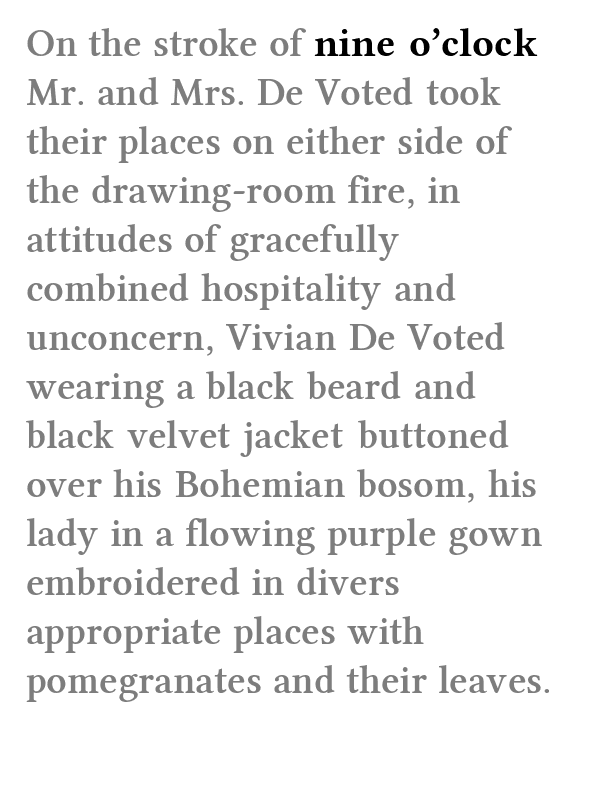 On the stroke of nine o’clock
Mr. and Mrs. De Voted took
their places on either side of
the drawing-room fire, in
attitudes of gracefully
combined hospitality and
unconcern, Vivian De Voted
wearing a black beard and
black velvet jacket buttoned
over his Bohemian bosom, his
lady in a flowing purple gown
embroidered in divers
appropriate places with
pomegranates and their leaves.